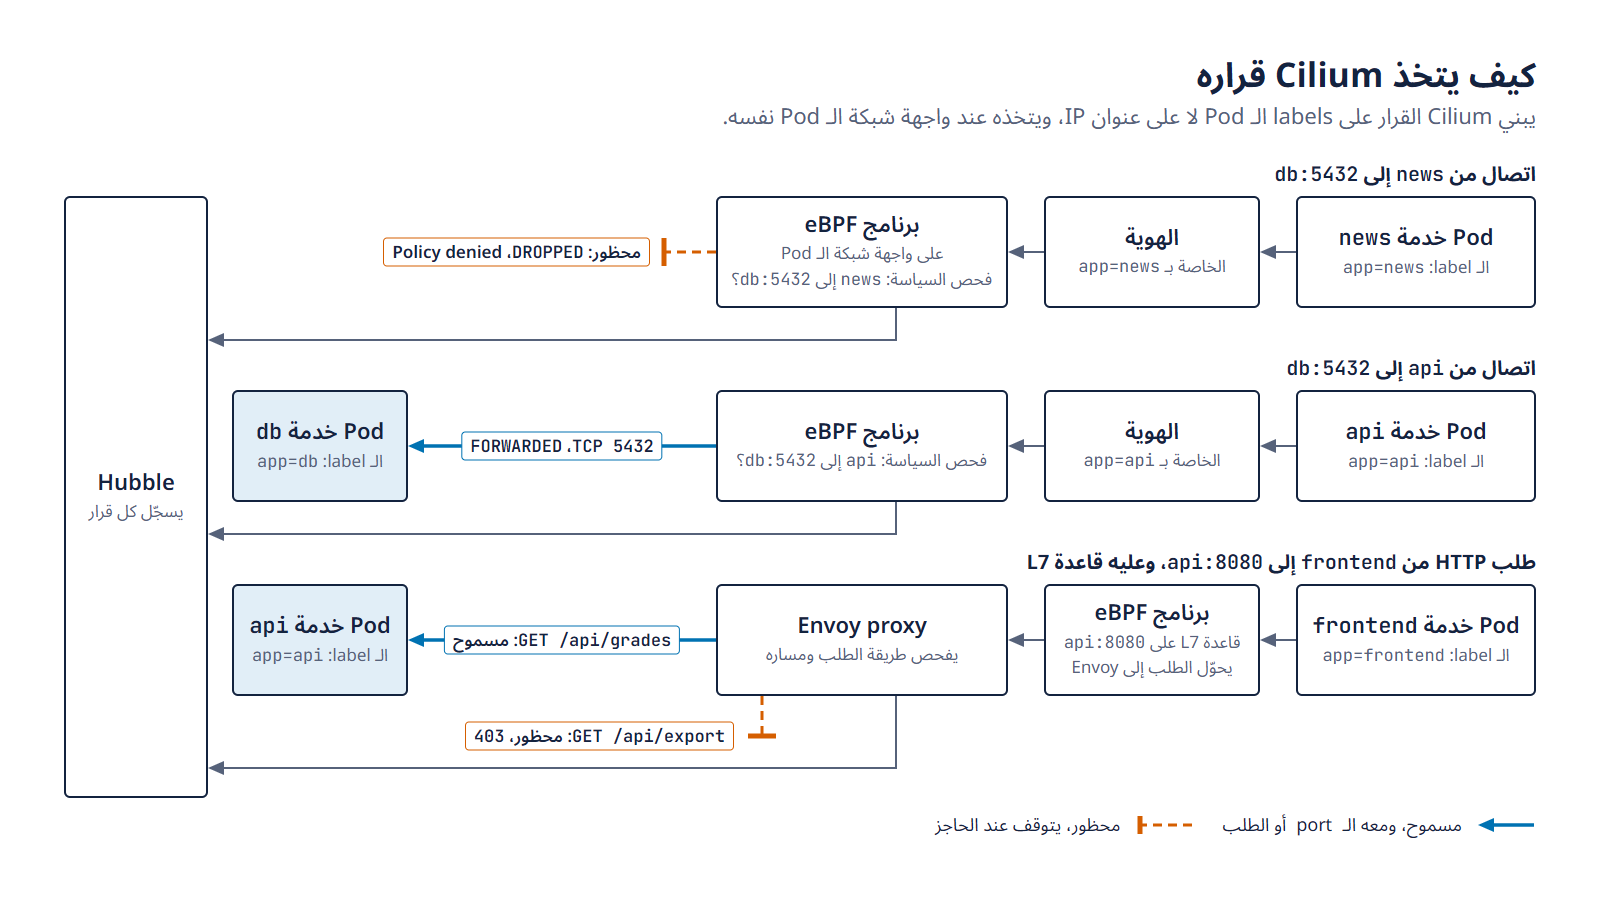 كيف يتخذ Cilium قراره
يبني Cilium القرار على labels الـ Pod لا على عنوان IP، ويتخذه عند واجهة شبكة الـ Pod نفسه.
اتصال من news إلى db:5432
Pod خدمة news
الـ label: app=news
الهوية
الخاصة بـ app=news
برنامج eBPF
على واجهة شبكة الـ Pod
فحص السياسة: news إلى db:5432؟
محظور: DROPPED، Policy denied
اتصال من api إلى db:5432
Pod خدمة api
الـ label: app=api
الهوية
الخاصة بـ app=api
برنامج eBPF
فحص السياسة: api إلى db:5432؟
FORWARDED، TCP 5432
Pod خدمة db
الـ label: app=db
Hubble
يسجّل كل قرار
طلب HTTP من frontend إلى api:8080، وعليه قاعدة L7
Pod خدمة frontend
الـ label: app=frontend
برنامج eBPF
قاعدة L7 على api:8080
يحوّل الطلب إلى Envoy
Envoy proxy
يفحص طريقة الطلب ومساره
GET /api/grades: مسموح
Pod خدمة api
الـ label: app=api
GET /api/export: محظور، 403
مسموح، ومعه الـ port أو الطلب
محظور، يتوقف عند الحاجز